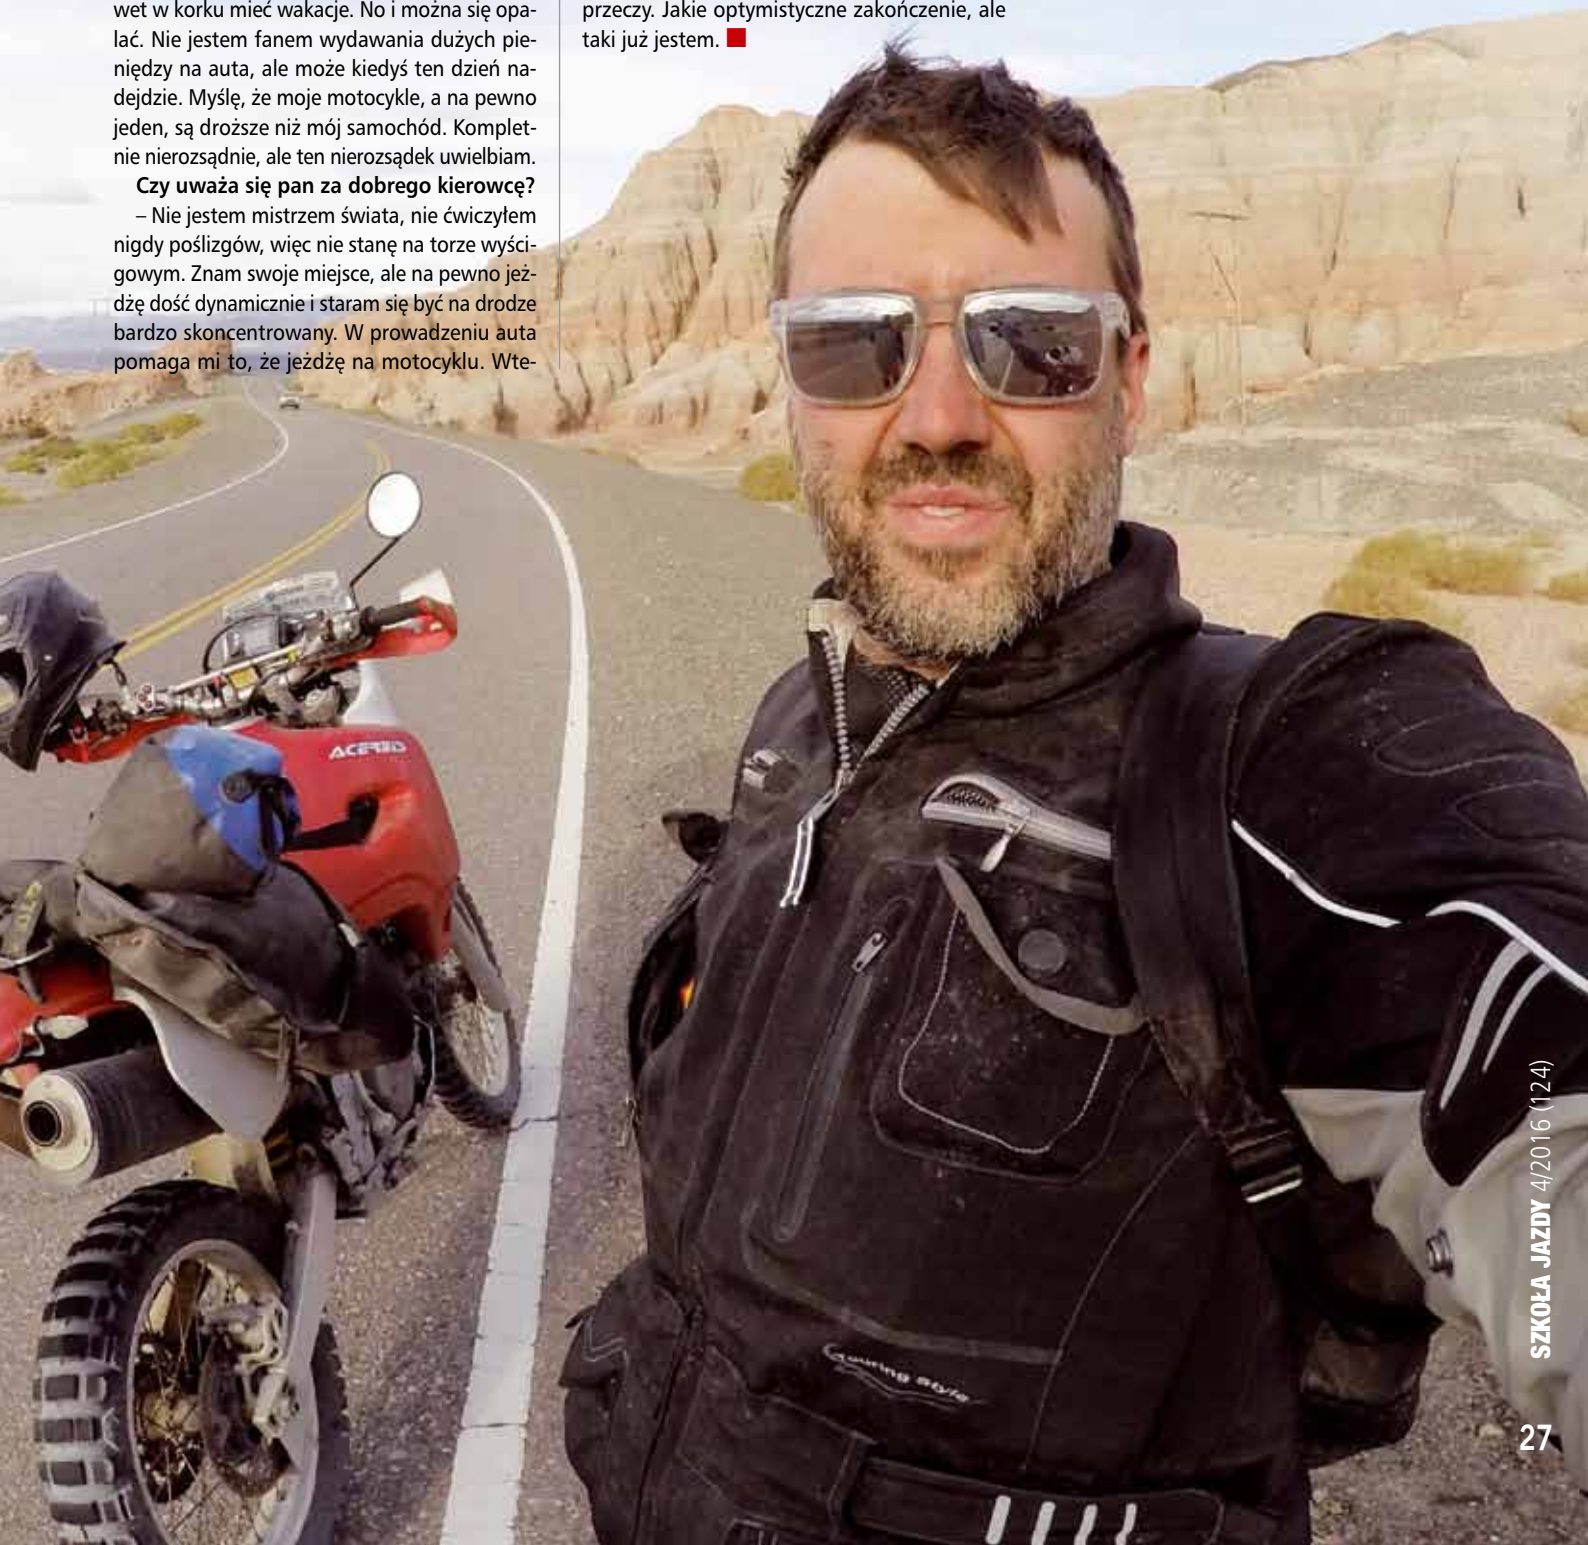 wet w korku mieć wakacje. No i można się opa-
lać. Nie jestem fanem wydawania dużych pie-
niędzy na auta, ale może kiedyś ten dzień na-
dejdzie. Myślę, że moje motocykle, a na pewno
jeden, są droższe niż mój samochód. Komplet-
nie nierozsądnie, ale ten nierozsądek uwielbiam.
Czy uważa się pan za dobrego kierowcę?
– Nie jestem mistrzem świata, nie ćwiczyłem
nigdy poślizgów, więc nie stanę na torze wyści-
gowym. Znam swoje miejsce, ale na pewno jeż-
dżę dość dynamicznie i staram się być na drodze
bardzo skoncentrowany. W prowadzeniu auta
pomaga mi to, że jeżdżę na motocyklu. Wte-
przeczy. Jakie optymistyczne zakończenie, ale
taki już jestem.
ACERBIS
Touring Style
SZKOŁA JAZDY 4/2016 (124)
27